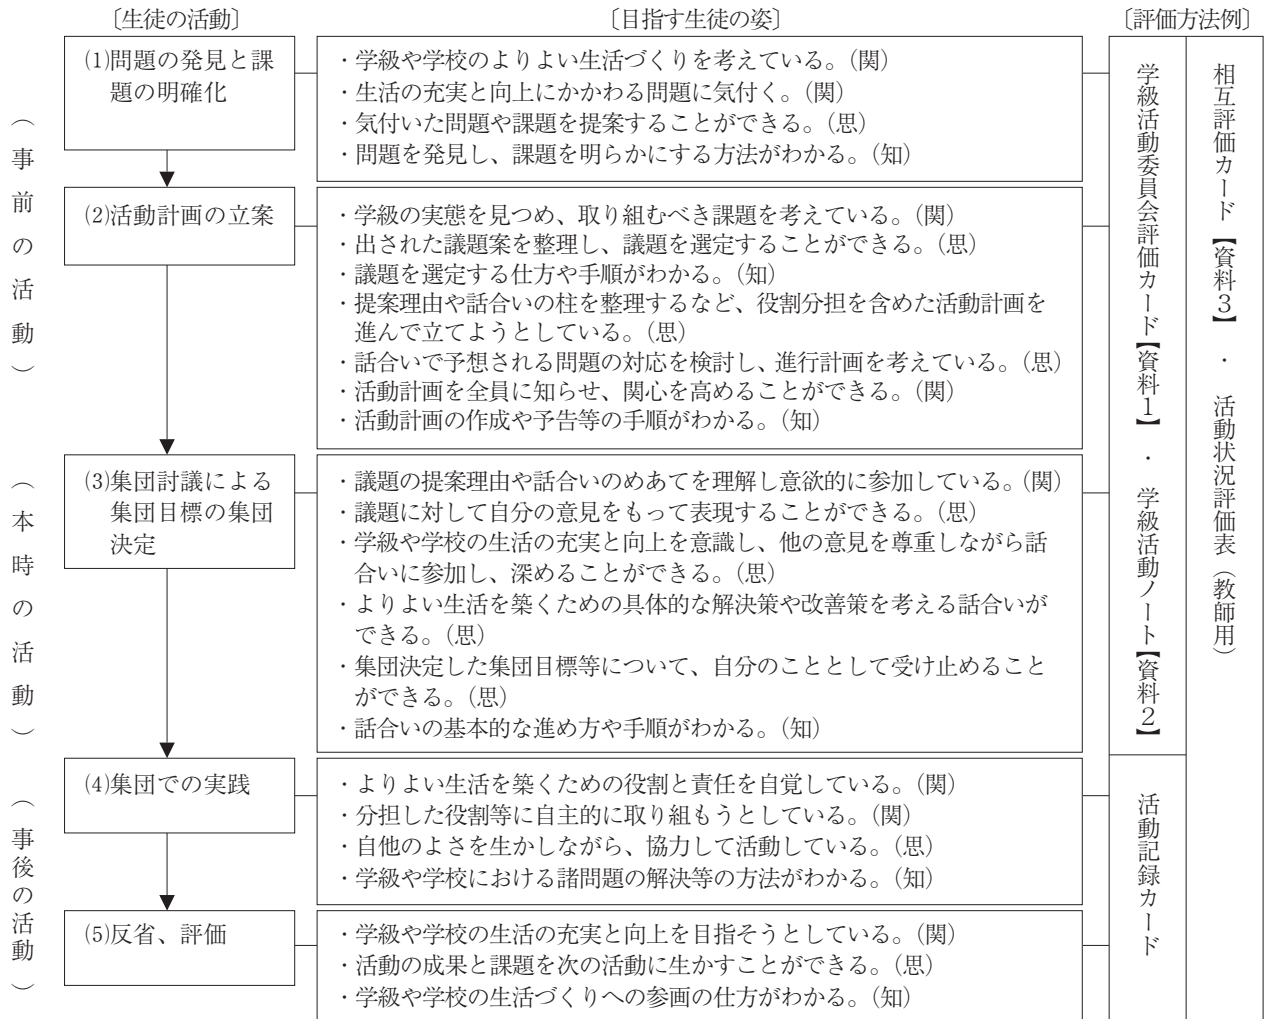 〔生徒の活動〕
〔目指す生徒の姿〕
〔評価方法例〕
（事前の活動）
⑴問題の発見と課
題の明確化
・学級や学校のよりよい生活づくりを考えている。（関）
・生活の充実と向上にかかわる問題に気付く。（関）
・気付いた問題や課題を提案することができる。（思）
・問題を発見し、課題を明らかにする方法がわかる。（知）
⑵活動計画の立案
・学級の実態を見つめ、取り組むべき課題を考えている。（関）
・出された議題案を整理し、議題を選定することができる。（思）
・議題を選定する仕方や手順がわかる。（知）
・提案理由や話合いの柱を整理するなど、役割分担を含めた活動計画を
進んで立てようとしている。（思）
・話合いで予想される問題の対応を検討し、進行計画を考えている。（思）
・活動計画を全員に知らせ、関心を高めることができる。（関）
・活動計画の作成や予告等の手順がわかる。（知）
（本時の活動）
⑶集団討議による
集団目標の集団
決定
・議題の提案理由や話合いのめあてを理解し意欲的に参加している。（関）
・議題に対して自分の意見をもって表現することができる。（思）
・学級や学校の生活の充実と向上を意識し、他の意見を尊重しながら話
合いに参加し、深めることができる。（思）
・よりよい生活を築くための具体的な解決策や改善策を考える話合いが
できる。（思）
・集団決定した集団目標等について、自分のこととして受け止めること
ができる。（思）
・話合いの基本的な進め方や手順がわかる。（知）
（事後の活動）
⑷集団での実践
・よりよい生活を築くための役割と責任を自覚している。（関）
・分担した役割等に自主的に取り組もうとしている。（関）
・自他のよさを生かしながら、協力して活動している。（思）
・学級や学校における諸問題の解決等の方法がわかる。（知）
⑸反省、評価
・学級や学校の生活の充実と向上を目指そうとしている。（関）
・活動の成果と課題を次の活動に生かすことができる。（思）
・学級や学校の生活づくりへの参画の仕方がわかる。（知）
相互評価カード【資料３】　・　活動状況評価表（教師用）
学級活動委員会評価カード【資料１】　・　学級活動ノート【資料２】
活動記録カード